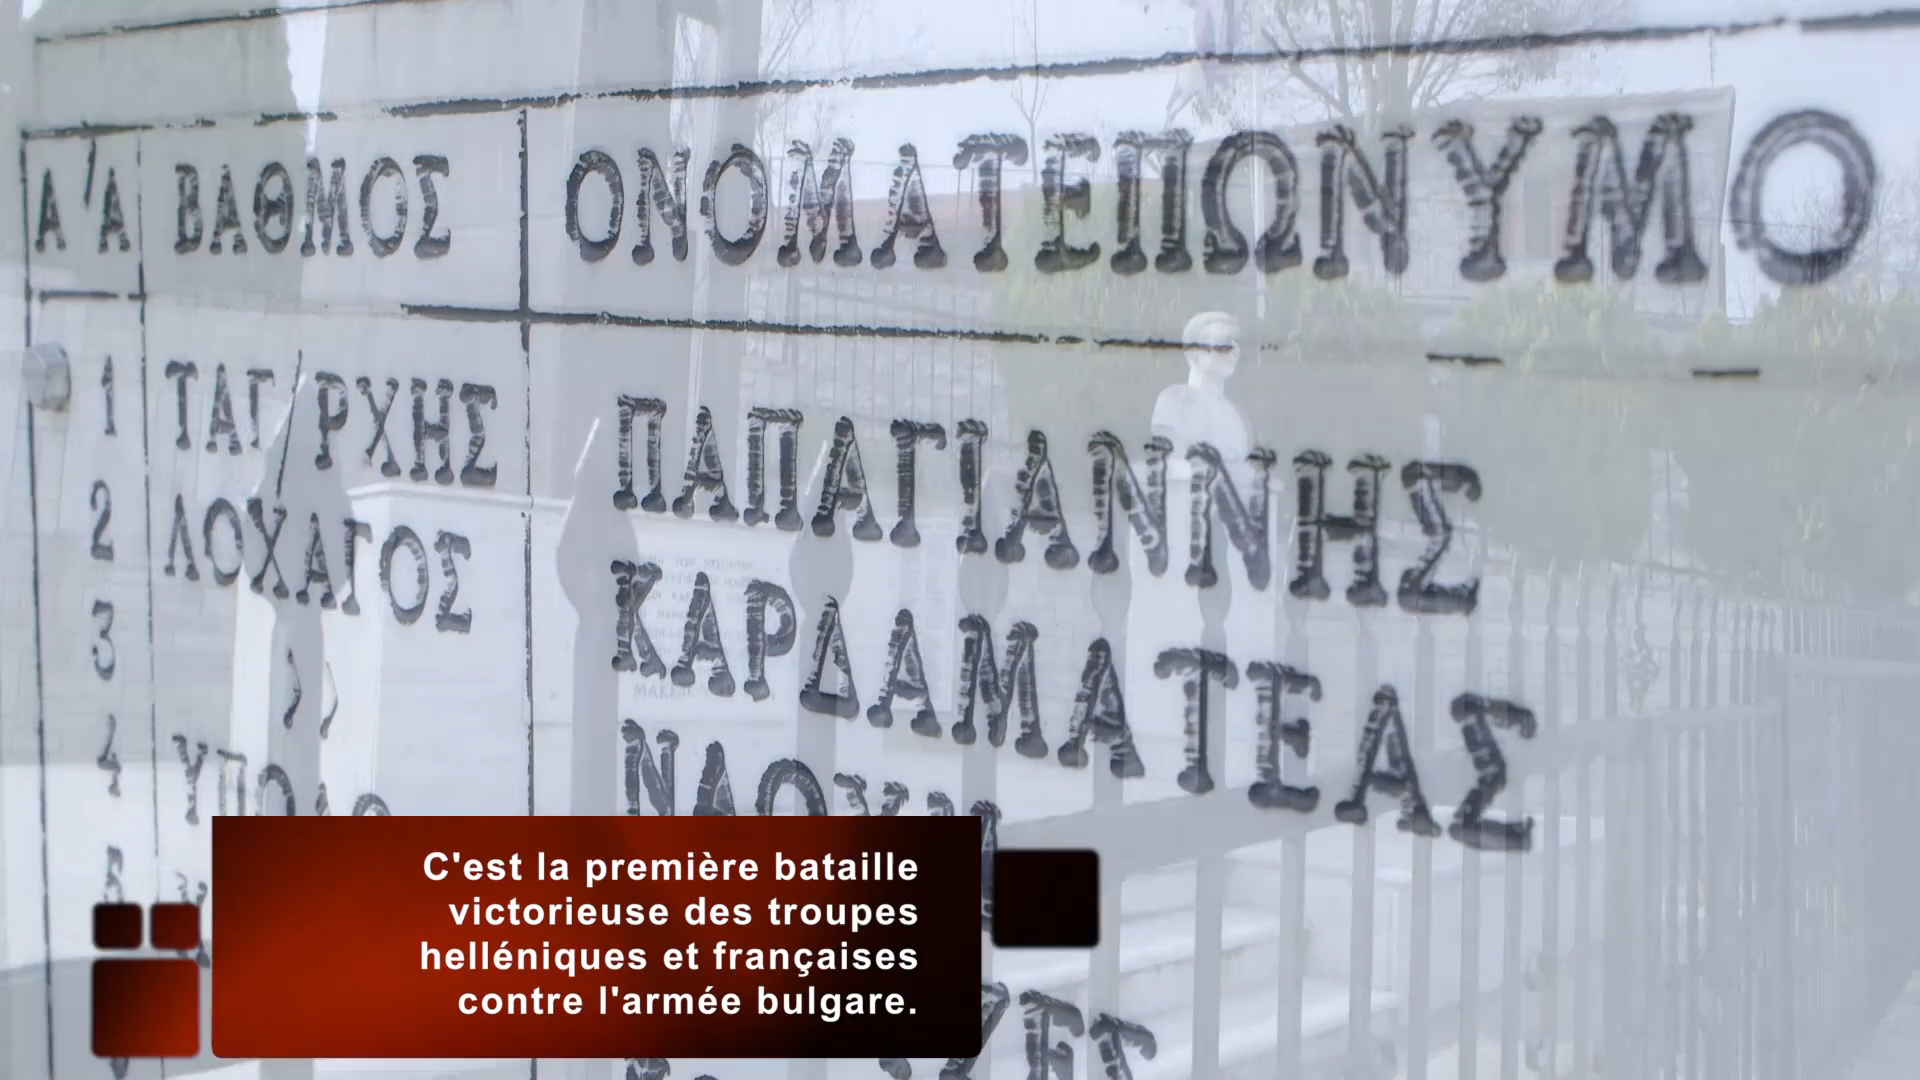 Α'Α ΒΑΘΜΟΣ ΟΝΟΜΑΤΕΠΩΝΥΜΟ
1 ΤΑΓ/ΡΧΗΣ ΠΑΠΑΓΙΑΝΝΗΣ
2 ΛΟΧΑΓΟΣ ΚΑΡΔΑΜΑΤΕΑΣ
3 ))
4
C'est la première bataille
victorieuse des troupes
helléniques et françaises
contre l'armée bulgare.